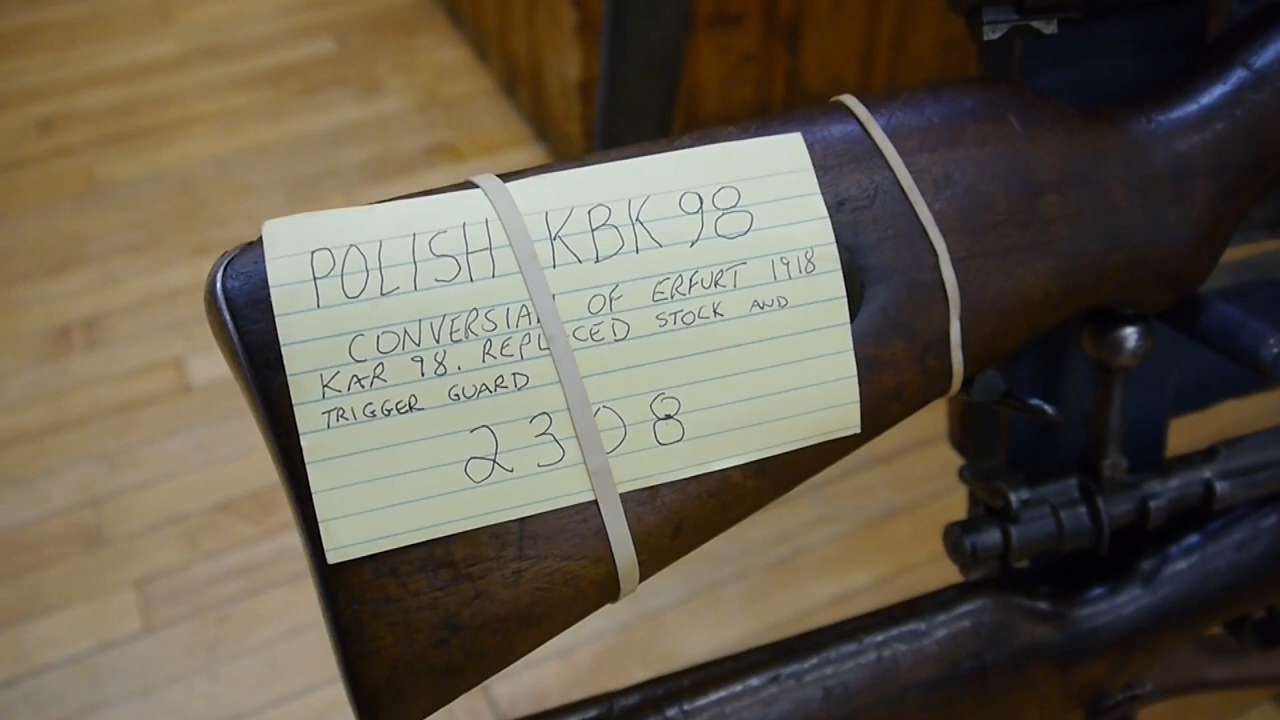 POLISH KBK 98
CONVERSIAN OF ERFURT 1918
KAR 98. REPLACED STOCK AND
TRIGGER GUARD
2308